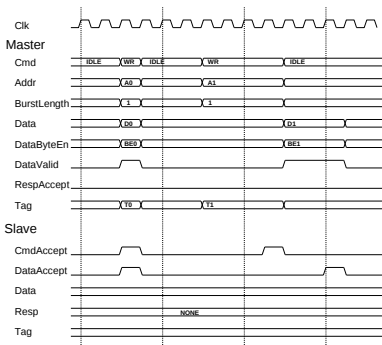 Clk
Master
Cmd IDLE WR IDLE WR IDLE
Addr A0 A1
BurstLength 1 1
Data D0 D1
DataByteEn BE0 BE1
DataValid
RespAccept
Tag T0 T1
Slave
CmdAccept
DataAccept
Data
Resp NONE
Tag